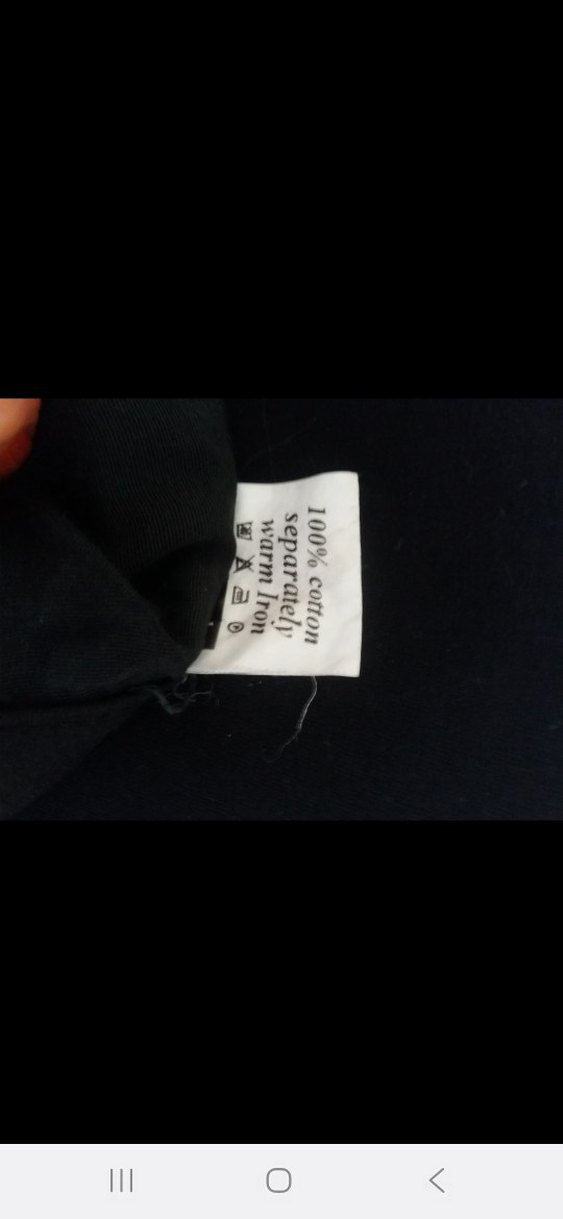 100% cotton
separately
warm Iron